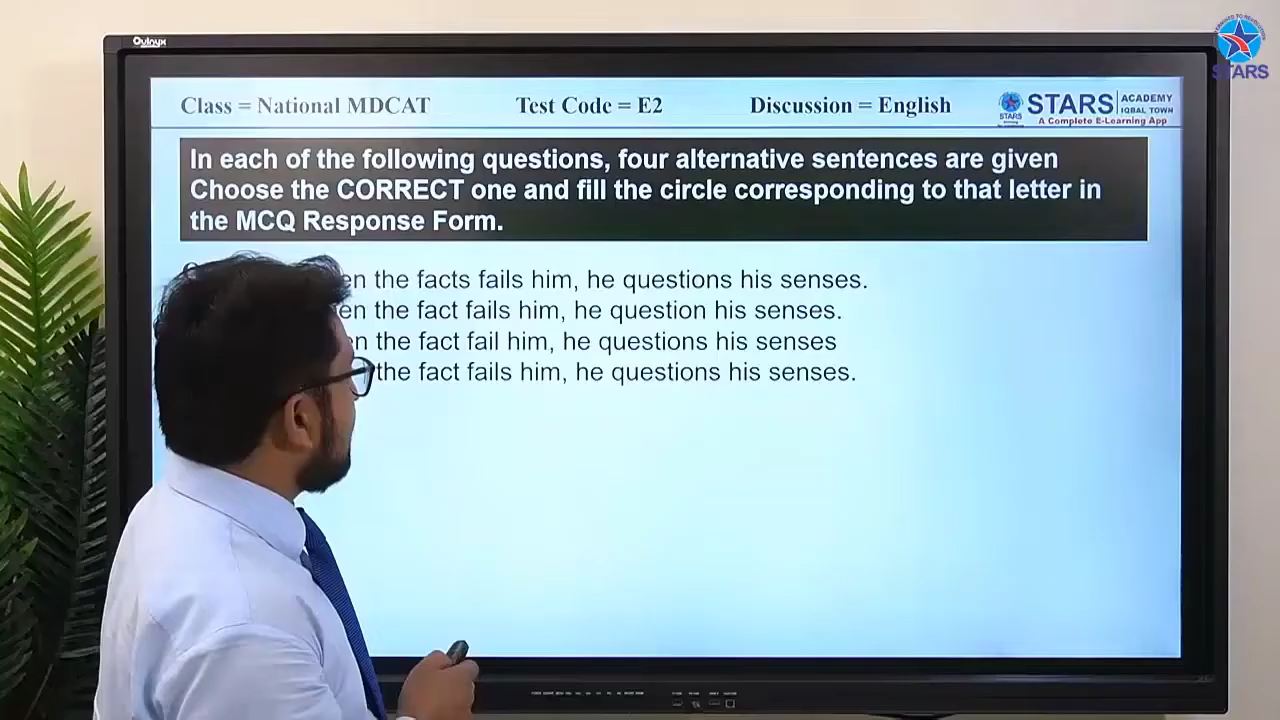 Quinyx
STARS
Class = National MDCAT Test Code = E2 Discussion = English
STARS ACADEMY
IQBAL TOWN
STARS
A Complete E-Learning App
In each of the following questions, four alternative sentences are given
Choose the CORRECT one and fill the circle corresponding to that letter in
the MCQ Response Form.
en the facts fails him, he questions his senses.
en the fact fails him, he question his senses.
en the fact fail him, he questions his senses
the fact fails him, he questions his senses.